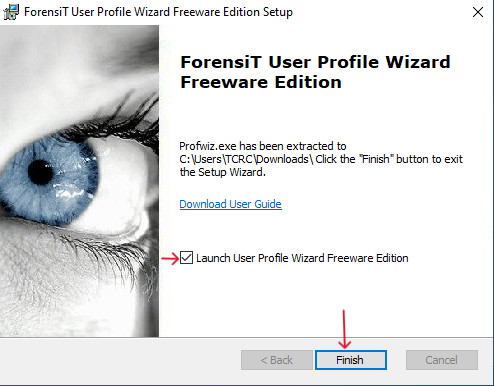 ForensiT User Profile Wizard Freeware Edition Setup
ForensiT User Profile Wizard
Freeware Edition
Profwiz.exe has been extracted to
C:\Users\TCRC\Downloads\ Click the "Finish" button to exit
the Setup Wizard.
Download User Guide
Launch User Profile Wizard Freeware Edition
< Back
Finish
Cancel